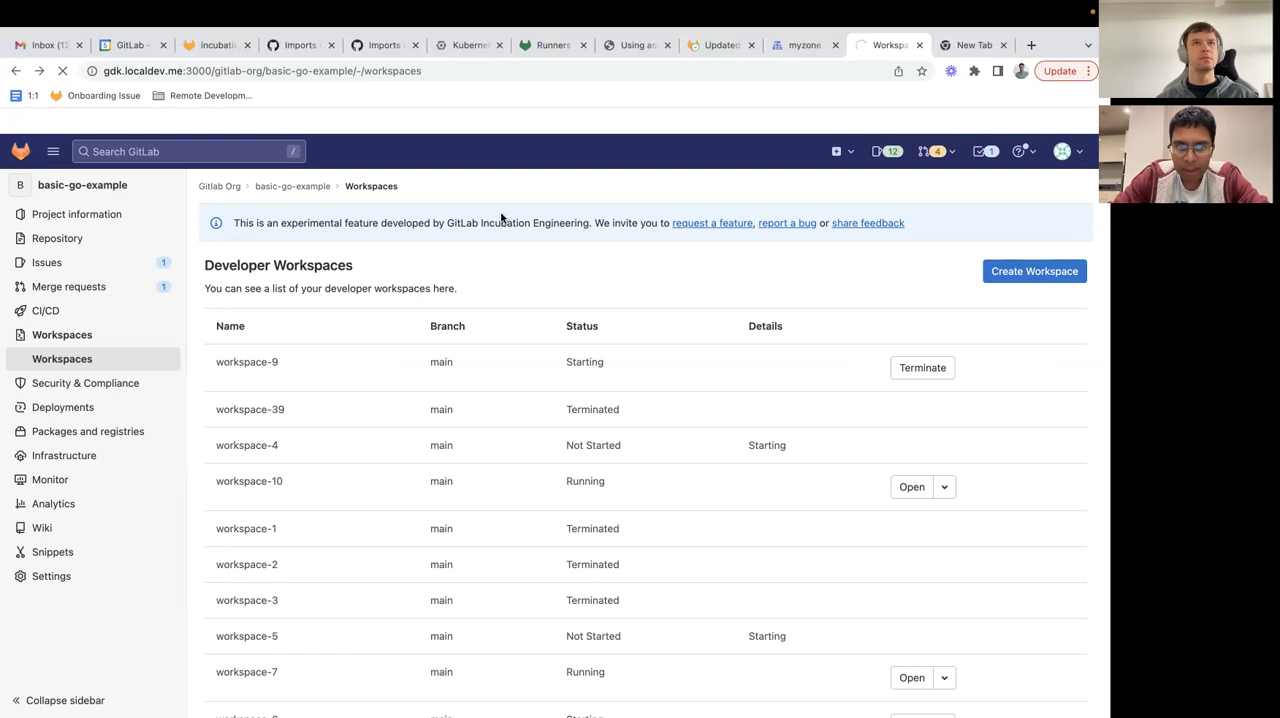 Inbox (12
GitLab -
incubatic
Imports
Imports
Kuberne
Runners
Using as
Updated
myzone
Workspa
New Tab
gdk.localdev.me:3000/gitlab-org/basic-go-example/-/workspaces
Update
1:1
Onboarding Issue
Remote Developm...
Search GitLab
/
12
4
1
B
basic-go-example
Project information
Repository
Issues 1
Merge requests 1
CI/CD
Workspaces
Workspaces
Security & Compliance
Deployments
Packages and registries
Infrastructure
Monitor
Analytics
Wiki
Snippets
Settings
Collapse sidebar
Gitlab Org › basic-go-example › Workspaces
This is an experimental feature developed by GitLab Incubation Engineering. We invite you to request a feature, report a bug or share feedback
Developer Workspaces
Create Workspace
You can see a list of your developer workspaces here.
Name Branch Status Details
workspace-9 main Starting Terminate
workspace-39 main Terminated
workspace-4 main Not Started Starting
workspace-10 main Running Open
workspace-1 main Terminated
workspace-2 main Terminated
workspace-3 main Terminated
workspace-5 main Not Started Starting
workspace-7 main Running Open